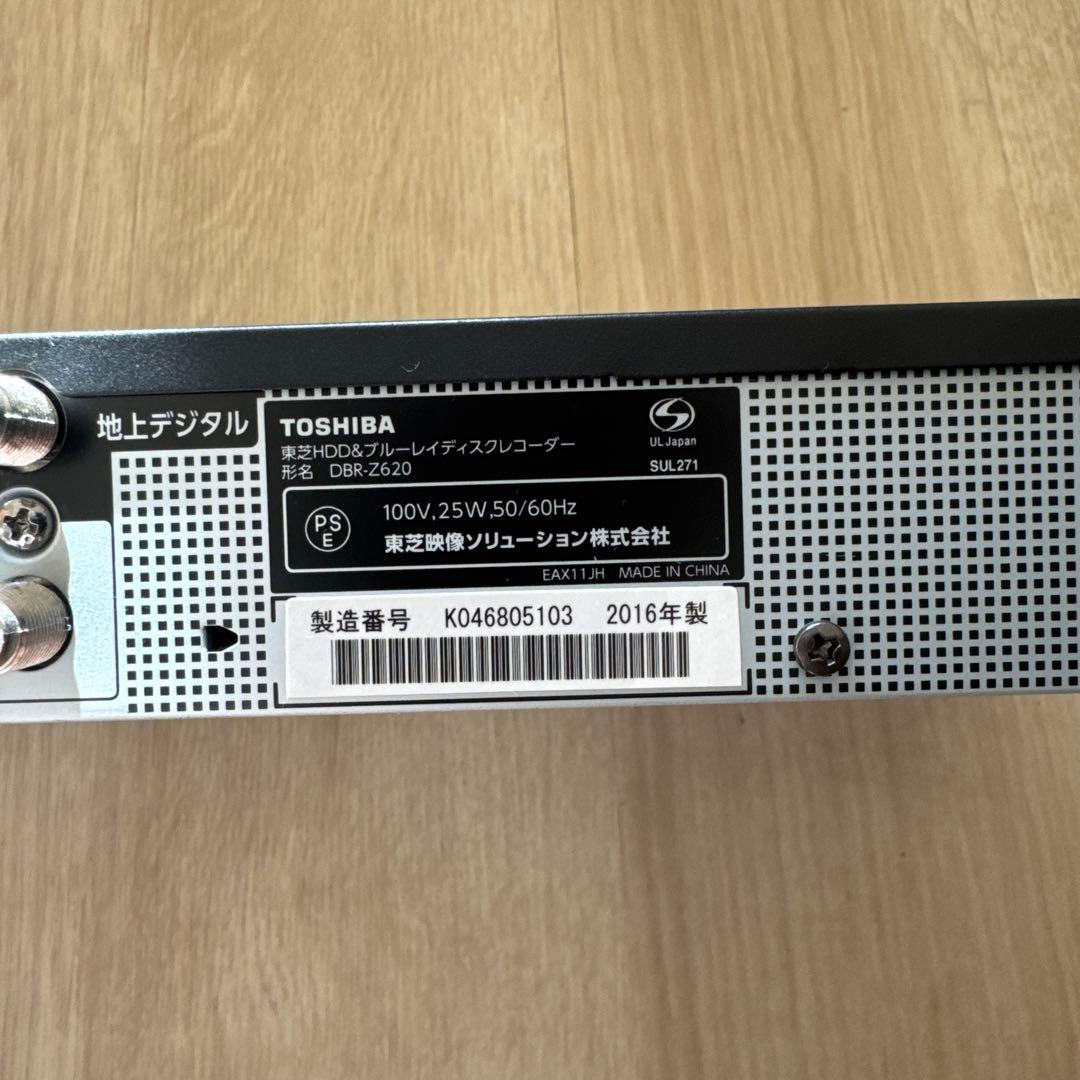 地上デジタル
TOSHIBA
東芝HDD&ブルーレイディスクレコーダー
形名 DBR-Z620
UL Japan
SUL271
PS
E
100V,25W,50/60Hz
東芝映像ソリューション株式会社
EAX11JH MADE IN CHINA
製造番号 K046805103 2016年製